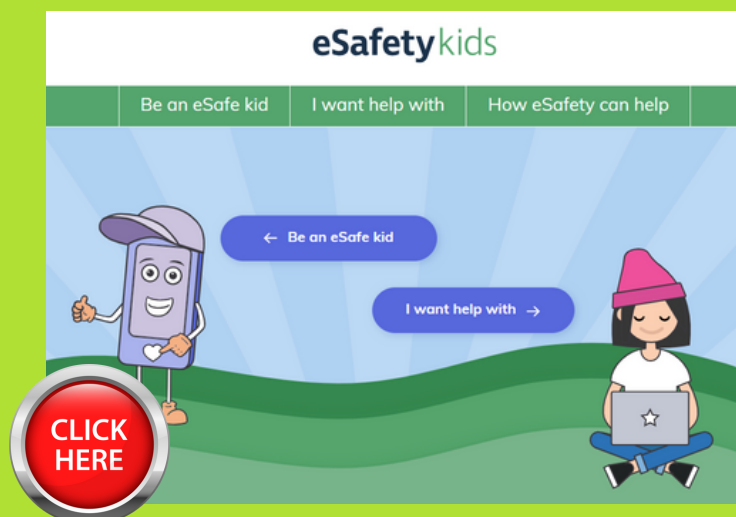 eSafetykids
Be an eSafe kid
I want help with
How eSafety can help
← Be an eSafe kid
I want help with →
CLICK
HERE